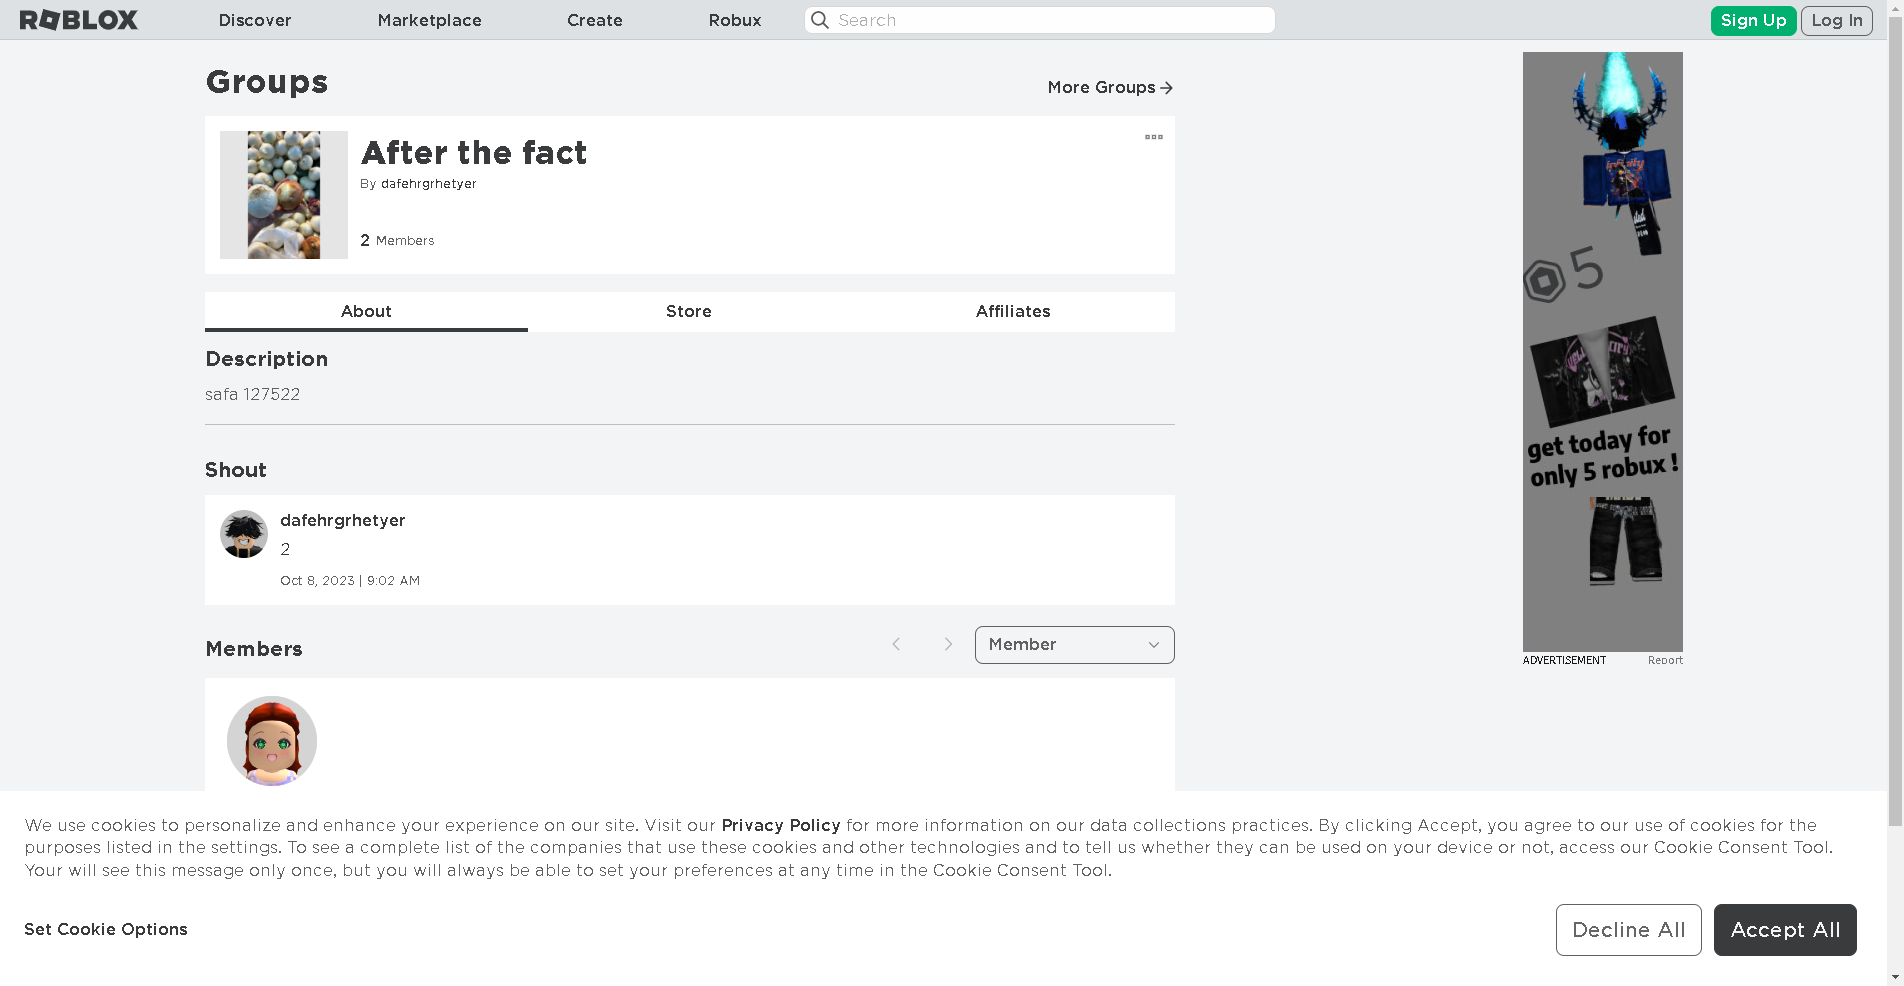 ROBLOX
Discover
Marketplace
Create
Robux
Search
Sign Up
Log In
Groups
More Groups
After the fact
By dafehrgrhetyer
2 Members
About
Store
Affiliates
Description
safa 127522
Shout
dafehrgrhetyer
2
Oct 8, 2023 | 9:02 AM
Members
Member
infinity
5
get today for
only 5 robux !
ADVERTISEMENT
Report
We use cookies to personalize and enhance your experience on our site. Visit our Privacy Policy for more information on our data collections practices. By clicking Accept, you agree to our use of cookies for the
purposes listed in the settings. To see a complete list of the companies that use these cookies and other technologies and to tell us whether they can be used on your device or not, access our Cookie Consent Tool.
Your will see this message only once, but you will always be able to set your preferences at any time in the Cookie Consent Tool.
Set Cookie Options
Decline All
Accept All